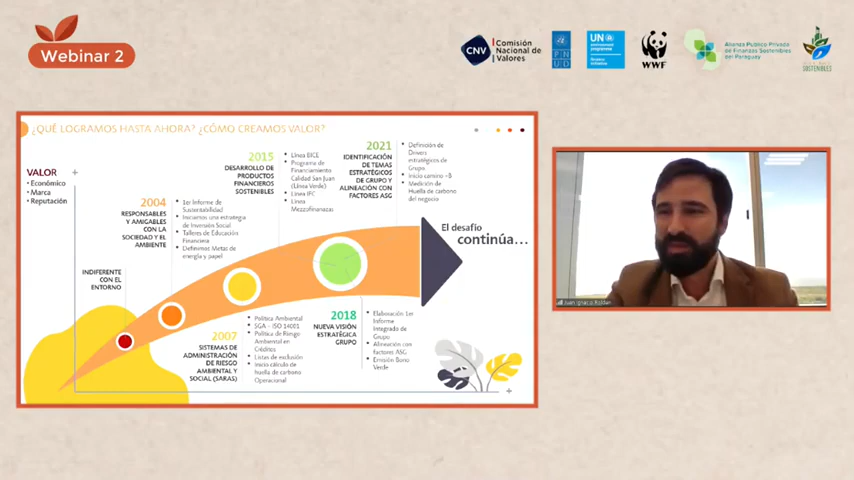 Webinar 2
CNV
Comisión
Nacional de
Valores
P N
U D
UN
environment
programme
WWF
Alianza Público Privada
de Finanzas Sostenibles
del Paraguay
SOSTENIBLES
¿QUÉ LOGRAMOS HASTA AHORA? ¿CÓMO CREAMOS VALOR?
VALOR
• Económico
• Marca
• Reputación
INDIFERENTE
CON EL
ENTORNO
2004
RESPONSABLES
Y AMIGABLES
CON LA
SOCIEDAD Y EL
AMBIENTE
• 1er Informe de
Sustentabilidad
• Iniciamos una estrategia
de Inversión Social
• Talleres de Educación
Financiera
• Definimos Metas de
energía y papel
2007
SISTEMAS DE
ADMINISTRACIÓN
DE RIESGO
AMBIENTAL Y
SOCIAL (SARAS)
• Política Ambiental
• SGA - ISO 14001
• Política de Riesgo
Ambiental en
Créditos
• Listas de exclusión
• Inicio cálculo de
huella de carbono
Operacional
2015
DESARROLLO DE
PRODUCTOS
FINANCIEROS
SOSTENIBLES
• Línea BICE
• Programa de
Financiamiento
Calidad San Juan
(Línea Verde)
• Línea IFC
• Línea
Mezzofinanzas
2018
NUEVA VISIÓN
ESTRATÉGICA
GRUPO
• Elaboración 1er
Informe
Integrado de
Grupo
• Alineación con
factores ASG
• Emisión Bono
Verde
2021
IDENTIFICACIÓN
DE TEMAS
ESTRATÉGICOS
DE GRUPO Y
ALINEACIÓN CON
FACTORES ASG
• Definición de
Drivers
estratégicos de
Grupo
• Inicio camino +B
• Medición de
Huella de carbono
del negocio
El desafío
continúa...
Juan Ignacio Roldán